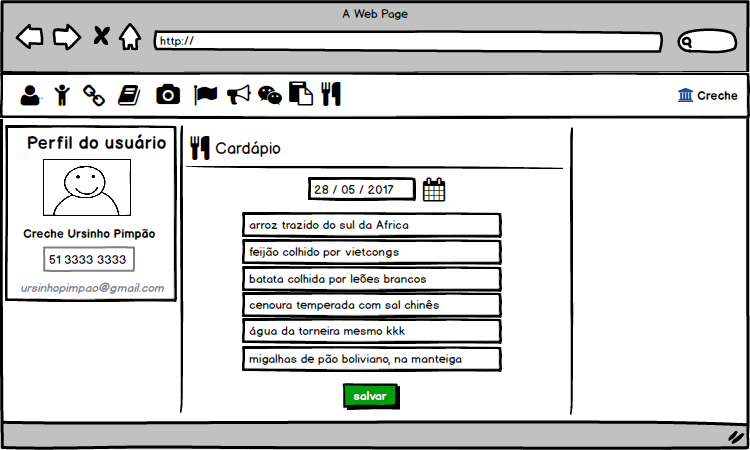 A Web Page
http://
Creche
Perfil do usuário
Creche Ursinho Pimpão
51 3333 3333
ursinhopimpao@gmail.com
Cardápio
28 / 05 / 2017
arroz trazido do sul da Africa
feijão colhido por vietcongs
batata colhida por leões brancos
cenoura temperada com sal chinês
água da torneira mesmo kkk
migalhas de pão boliviano, na manteiga
salvar